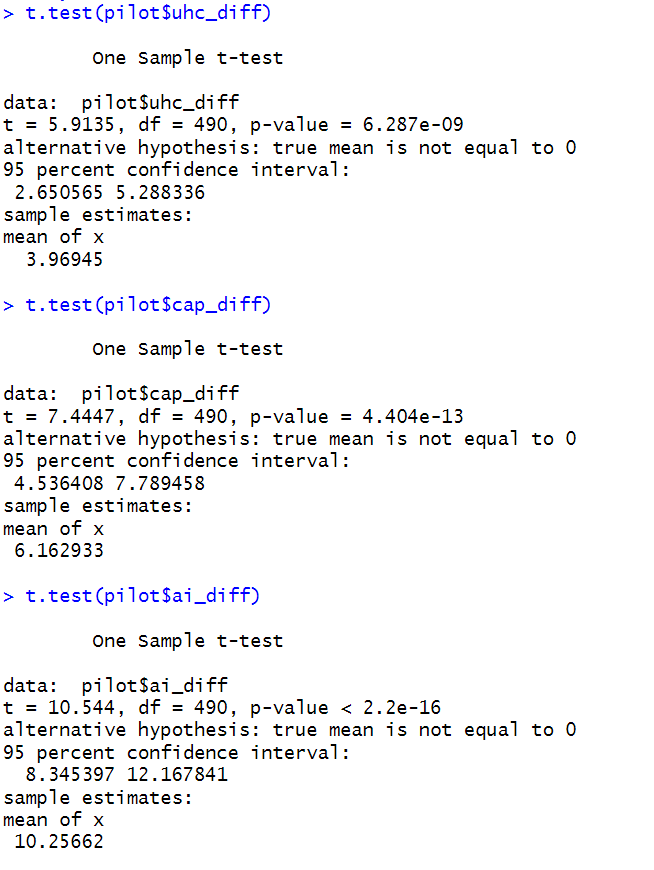 > t.test(pilot$uhc_diff)
One Sample t-test
data:  pilot$uhc_diff
t = 5.9135, df = 490, p-value = 6.287e-09
alternative hypothesis: true mean is not equal to 0
95 percent confidence interval:
2.650565 5.288336
sample estimates:
mean of x
3.96945
> t.test(pilot$cap_diff)
One Sample t-test
data:  pilot$cap_diff
t = 7.4447, df = 490, p-value = 4.404e-13
alternative hypothesis: true mean is not equal to 0
95 percent confidence interval:
4.536408 7.789458
sample estimates:
mean of x
6.162933
> t.test(pilot$ai_diff)
One Sample t-test
data:  pilot$ai_diff
t = 10.544, df = 490, p-value < 2.2e-16
alternative hypothesis: true mean is not equal to 0
95 percent confidence interval:
8.345397 12.167841
sample estimates:
mean of x
10.25662